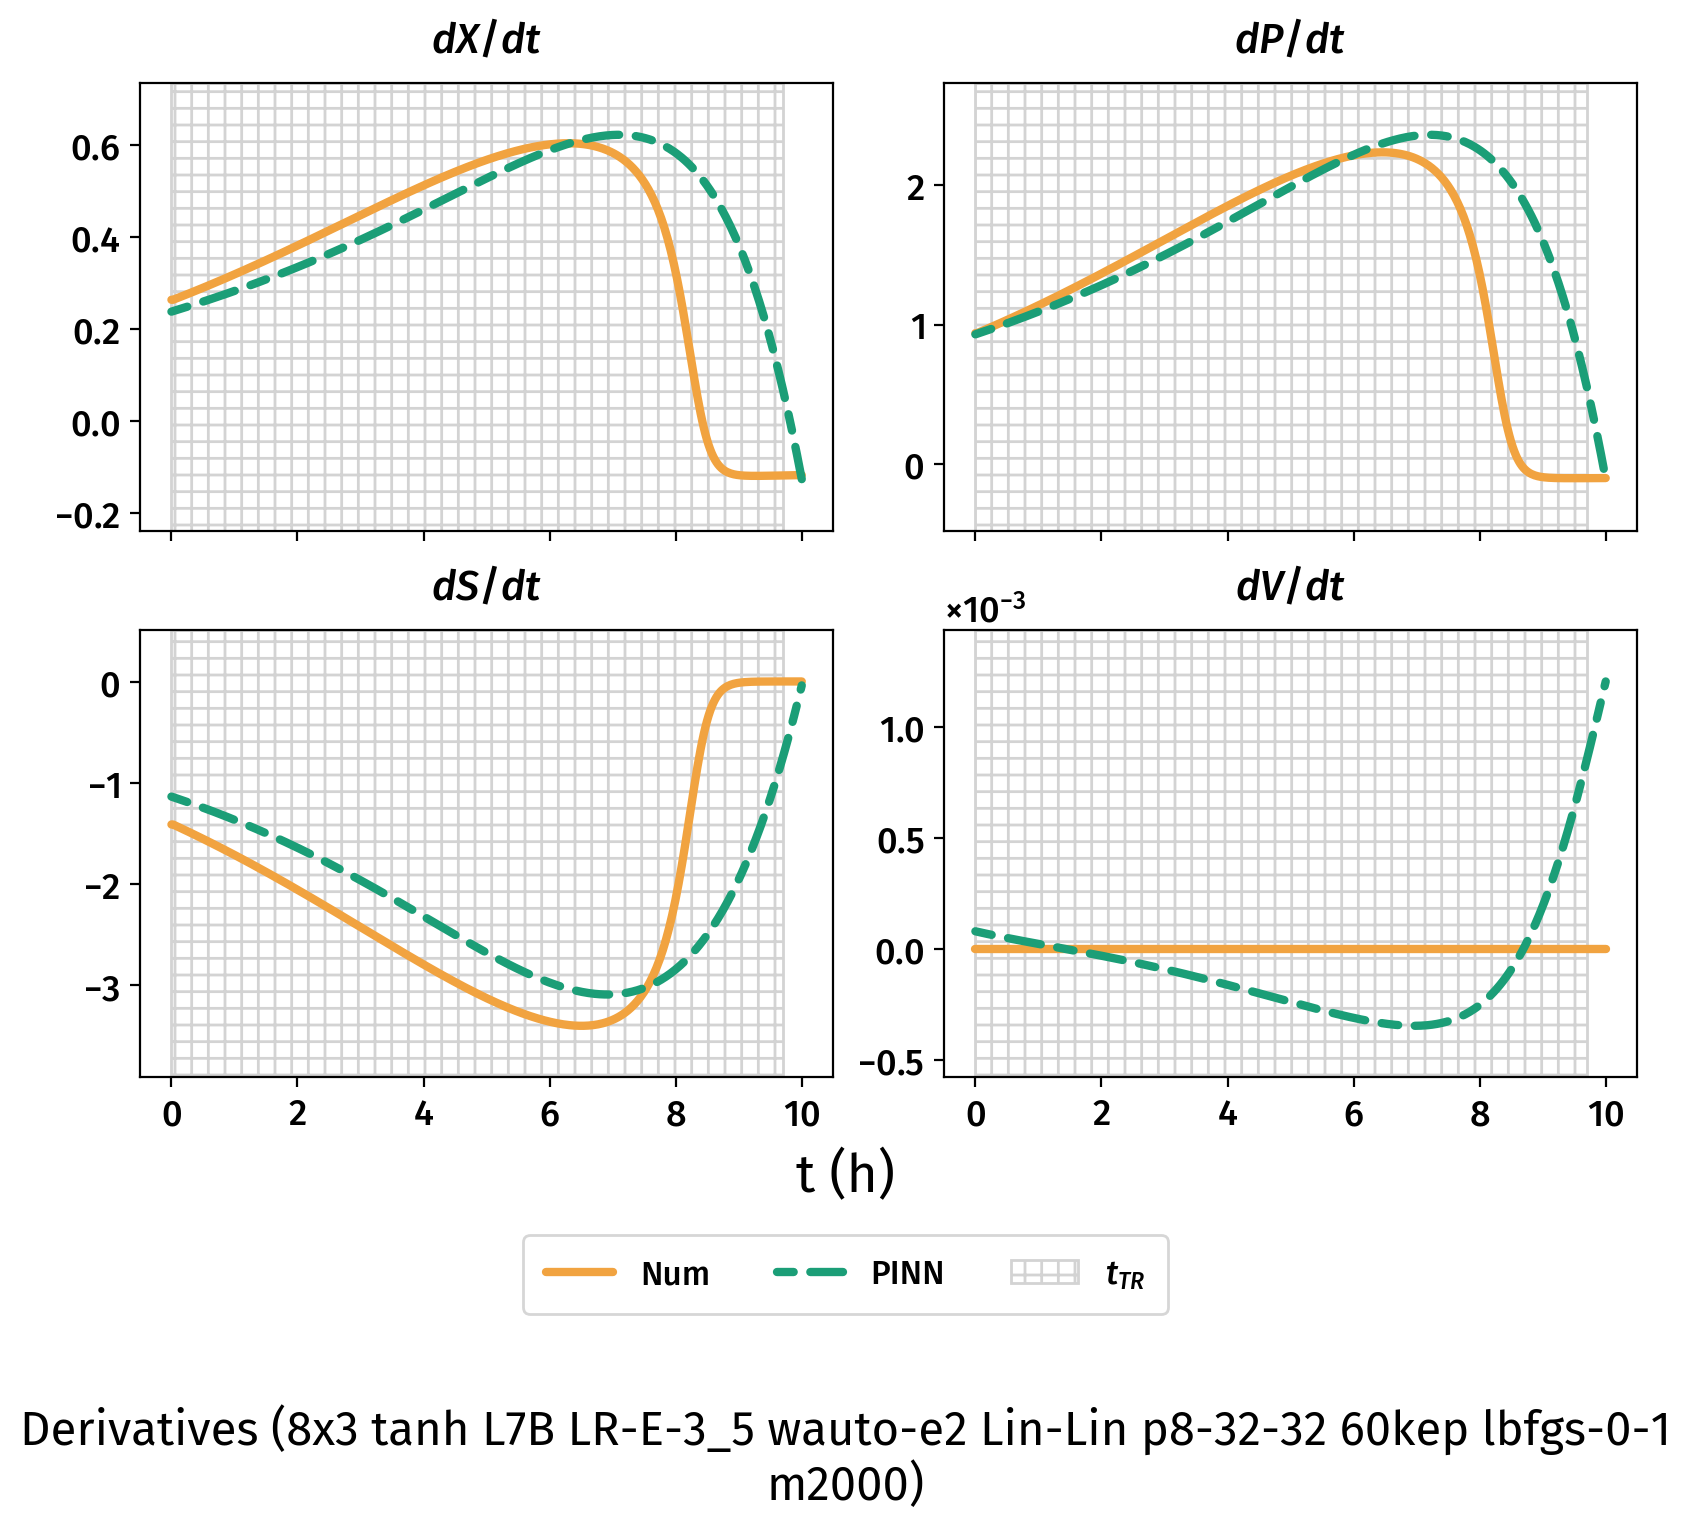 dX/dt
dP/dt
0.6
0.4
0.2
0.0
−0.2
2
1
0
dS/dt
dV/dt
×10⁻³
0
−1
−2
−3
1.0
0.5
0.0
−0.5
0 2 4 6 8 10
0 2 4 6 8 10
t (h)
Num PINN t_TR
Derivatives (8x3 tanh L7B LR-E-3_5 wauto-e2 Lin-Lin p8-32-32 60kep lbfgs-0-1
m2000)